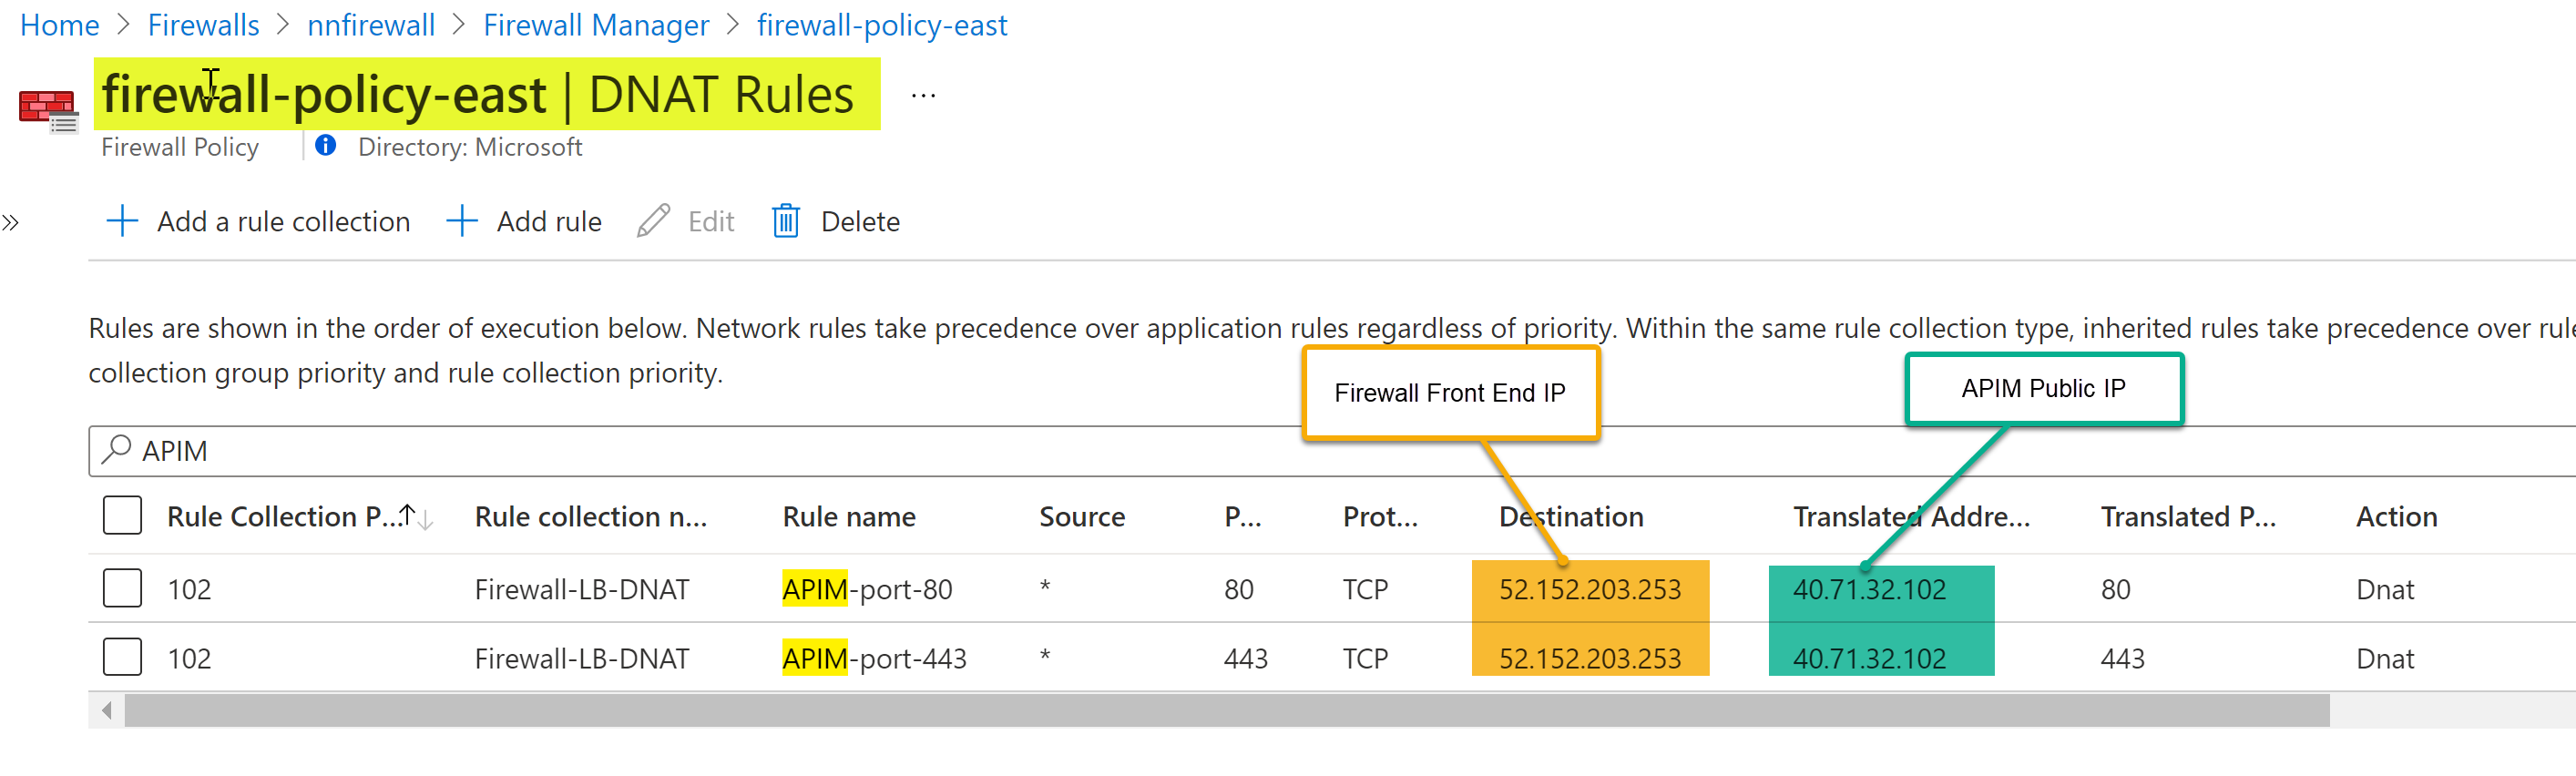 Home > Firewalls > nnfirewall > Firewall Manager > firewall-policy-east
firewall-policy-east | DNAT Rules ...
Firewall Policy | Directory: Microsoft
» + Add a rule collection + Add rule Edit Delete
Rules are shown in the order of execution below. Network rules take precedence over application rules regardless of priority. Within the same rule collection type, inherited rules take precedence over rule
collection group priority and rule collection priority.
Firewall Front End IP
APIM Public IP
APIM
Rule Collection P...↑↓ Rule collection n... Rule name Source P... Prot... Destination Translated Addre... Translated P... Action
102 Firewall-LB-DNAT APIM-port-80 * 80 TCP 52.152.203.253 40.71.32.102 80 Dnat
102 Firewall-LB-DNAT APIM-port-443 * 443 TCP 52.152.203.253 40.71.32.102 443 Dnat